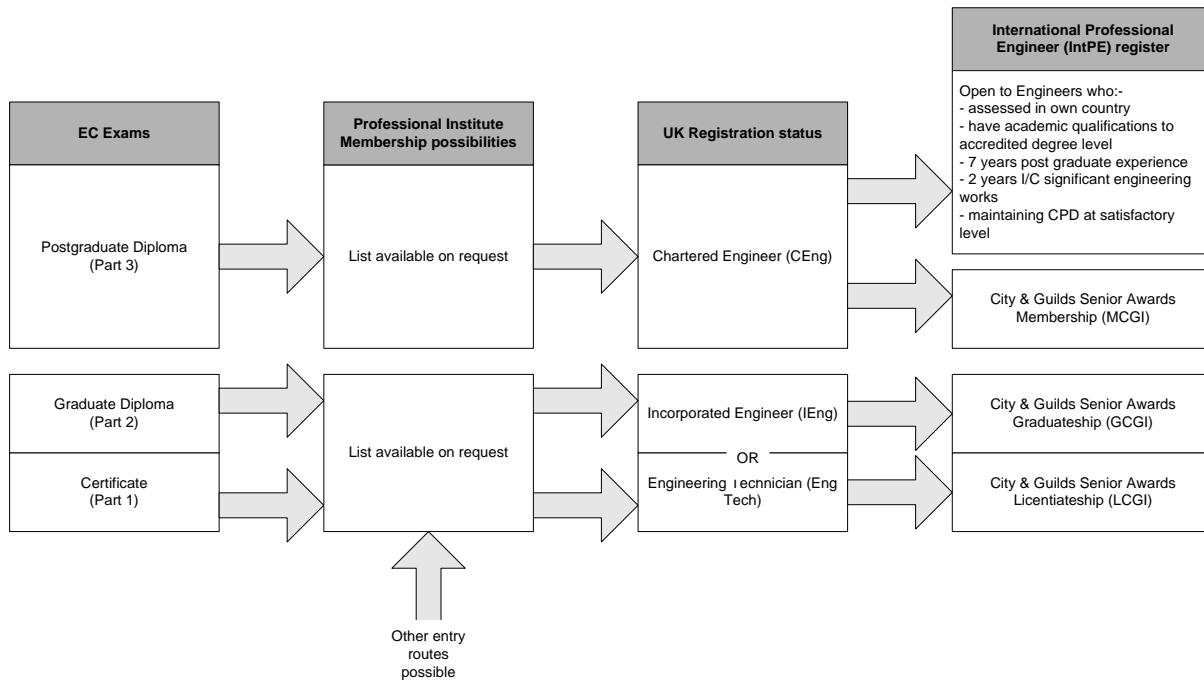 International Professional
Engineer (IntPE) register
Open to Engineers who:-
- assessed in own country
- have academic qualifications to
accredited degree level
- 7 years post graduate experience
- 2 years I/C significant engineering
works
- maintaining CPD at satisfactory
level
EC Exams
Professional Institute
Membership possibilities
UK Registration status
Postgraduate Diploma
(Part 3)
List available on request
Chartered Engineer (CEng)
City & Guilds Senior Awards
Membership (MCGI)
Graduate Diploma
(Part 2)
List available on request
Incorporated Engineer (IEng)
City & Guilds Senior Awards
Graduateship (GCGI)
OR
Certificate
(Part 1)
Engineering Technician (Eng
Tech)
City & Guilds Senior Awards
Licentiateship (LCGI)
Other entry
routes
possible